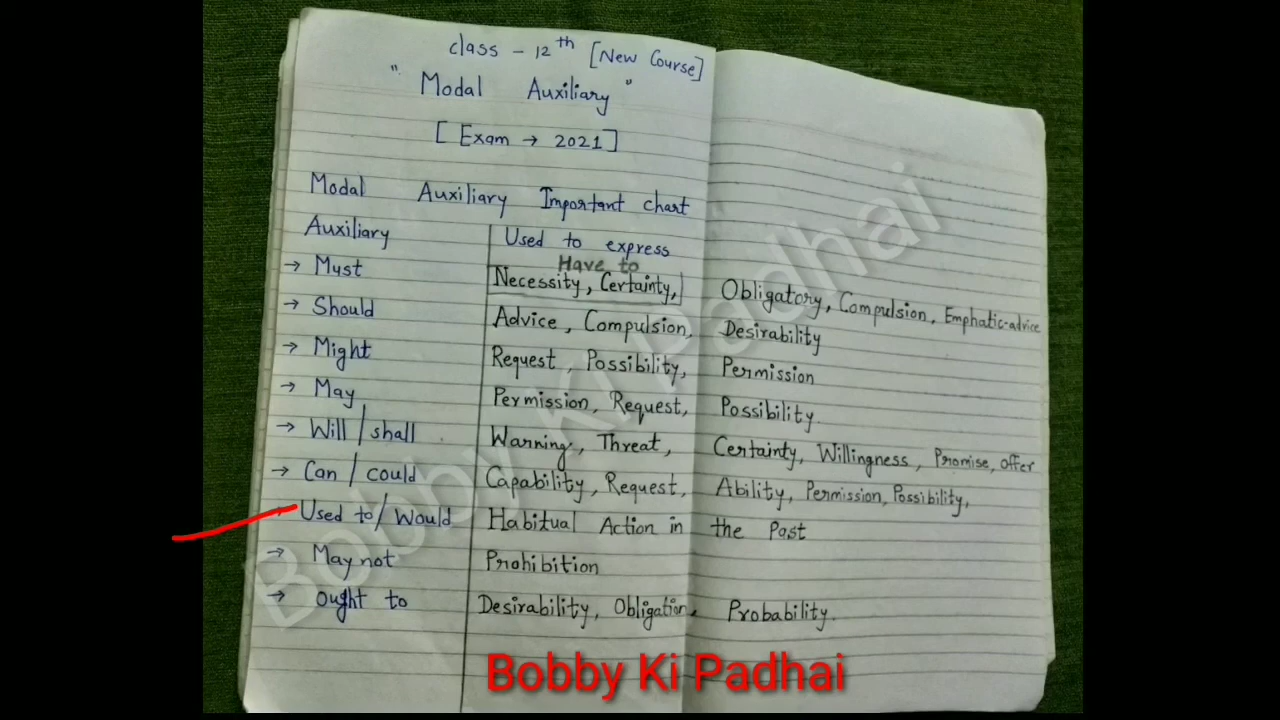 class - 12th [New Course]
" Modal Auxiliary "
[ Exam → 2021 ]
Modal Auxiliary Important chart
Auxiliary Used to express
Have to
→ Must Necessity, Certainty, Obligatory, Compulsion, Emphatic-advice
→ Should Advice, Compulsion, Desirability
→ Might Request, Possibility, Permission
→ May Permission, Request, Possibility.
→ Will / shall Warning, Threat, Certainty, Willingness, Promise, offer
→ Can / could Capability, Request, Ability, Permission, Possibility,
→ Used to / Would Habitual Action in the Past
→ May not Prohibition
→ ought to Desirability, Obligation, Probability.
Bobby Ki Padhai
Bobby Ki Padhai